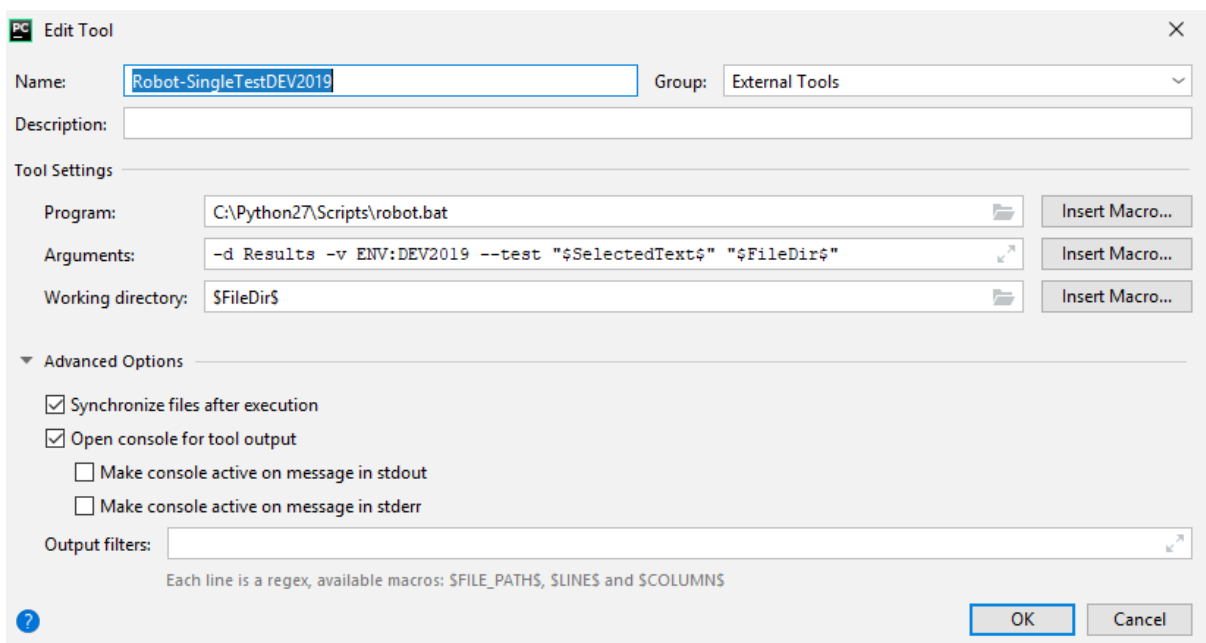 PC Edit Tool
Name: Robot-SingleTestDEV2019 Group: External Tools
Description:
Tool Settings
Program: C:\Python27\Scripts\robot.bat Insert Macro...
Arguments: -d Results -v ENV:DEV2019 --test "$SelectedText$" "$FileDir$" Insert Macro...
Working directory: $FileDir$ Insert Macro...
Advanced Options
Synchronize files after execution
Open console for tool output
Make console active on message in stdout
Make console active on message in stderr
Output filters:
Each line is a regex, available macros: $FILE_PATH$, $LINE$ and $COLUMN$
? OK Cancel